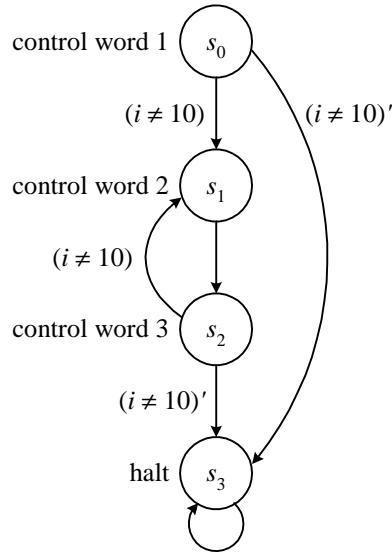 control word 1
s0
(i ≠ 10)
(i ≠ 10)'
control word 2
s1
(i ≠ 10)
control word 3
s2
(i ≠ 10)'
halt
s3